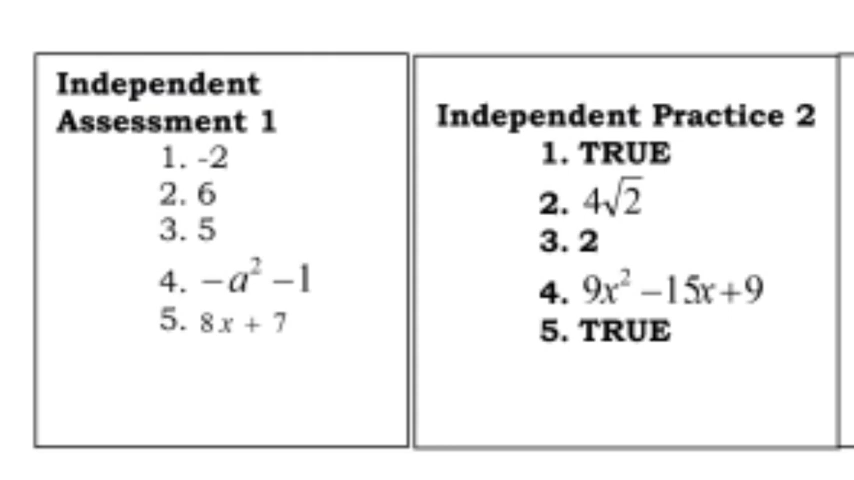 Independent
Assessment 1
1. -2
2. 6
3. 5
4. −a² −1
5. 8x + 7
Independent Practice 2
1. TRUE
2. 4√2
3. 2
4. 9x² −15x+9
5. TRUE